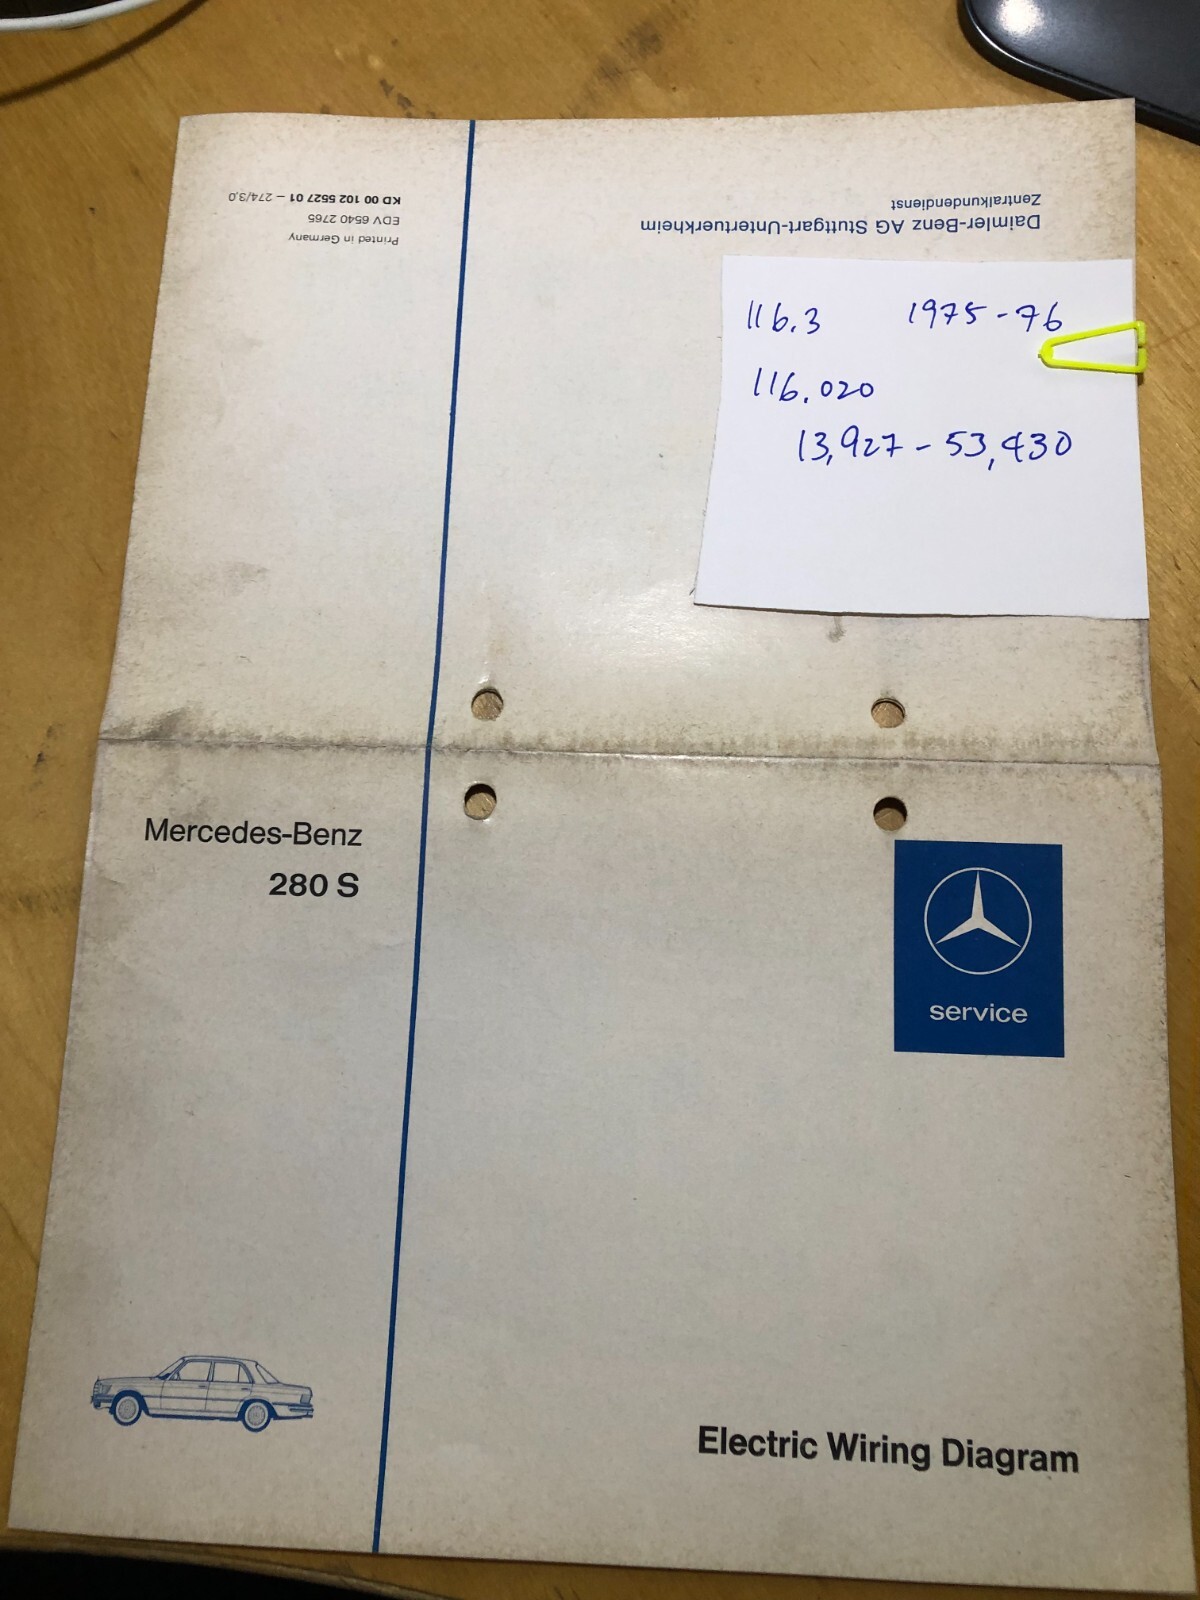 KD 00 102 5527 01 – 274/3,0
EDV 6540 2765
Printed in Germany
Daimler-Benz AG Stuttgart-Untertuerkheim
Zentralkundendienst
116.3 1975-76
116.020
13,927-53,430
Mercedes-Benz
280 S
service
Electric Wiring Diagram